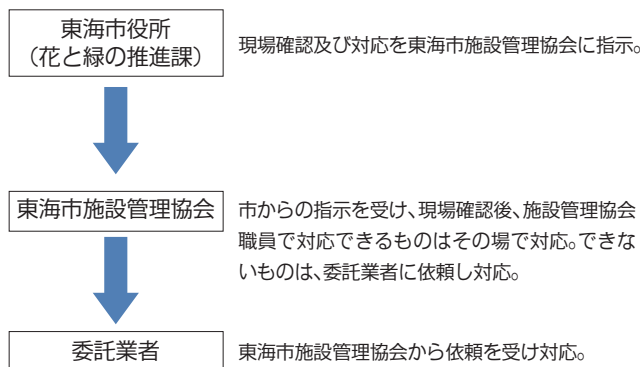 東海市役所
（花と緑の推進課）
現場確認及び対応を東海市施設管理協会に指示。
東海市施設管理協会
市からの指示を受け、現場確認後、施設管理協会
職員で対応できるものはその場で対応。できな
いものは、委託業者に依頼し対応。
委託業者
東海市施設管理協会から依頼を受け対応。